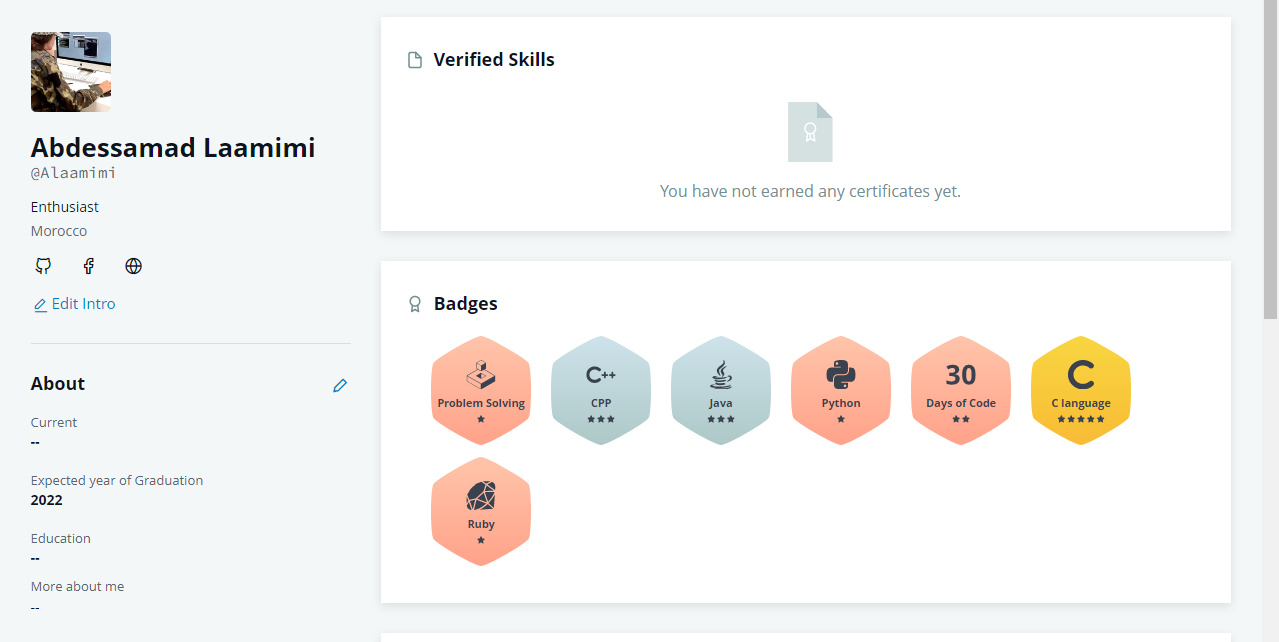 Abdessamad Laamimi
@Alaamimi
Enthusiast
Morocco
Edit Intro
About
Current
--
Expected year of Graduation
2022
Education
--
More about me
--
Verified Skills
You have not earned any certificates yet.
Badges
Problem Solving
C++
CPP
Java
Python
30
Days of Code
C
C language
Ruby